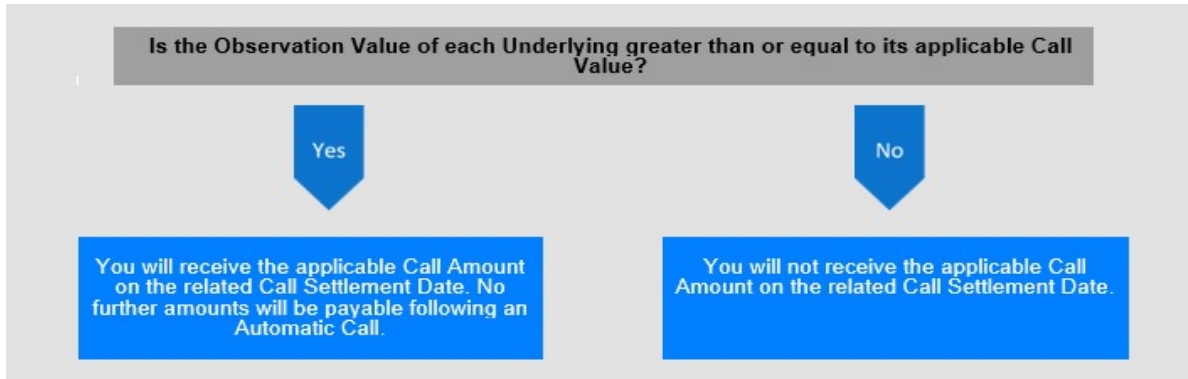 Is the Observation Value of each Underlying greater than or equal to its applicable Call
Value?
Yes
No
You will receive the applicable Call Amount
on the related Call Settlement Date. No
further amounts will be payable following an
Automatic Call.
You will not receive the applicable Call
Amount on the related Call Settlement Date.